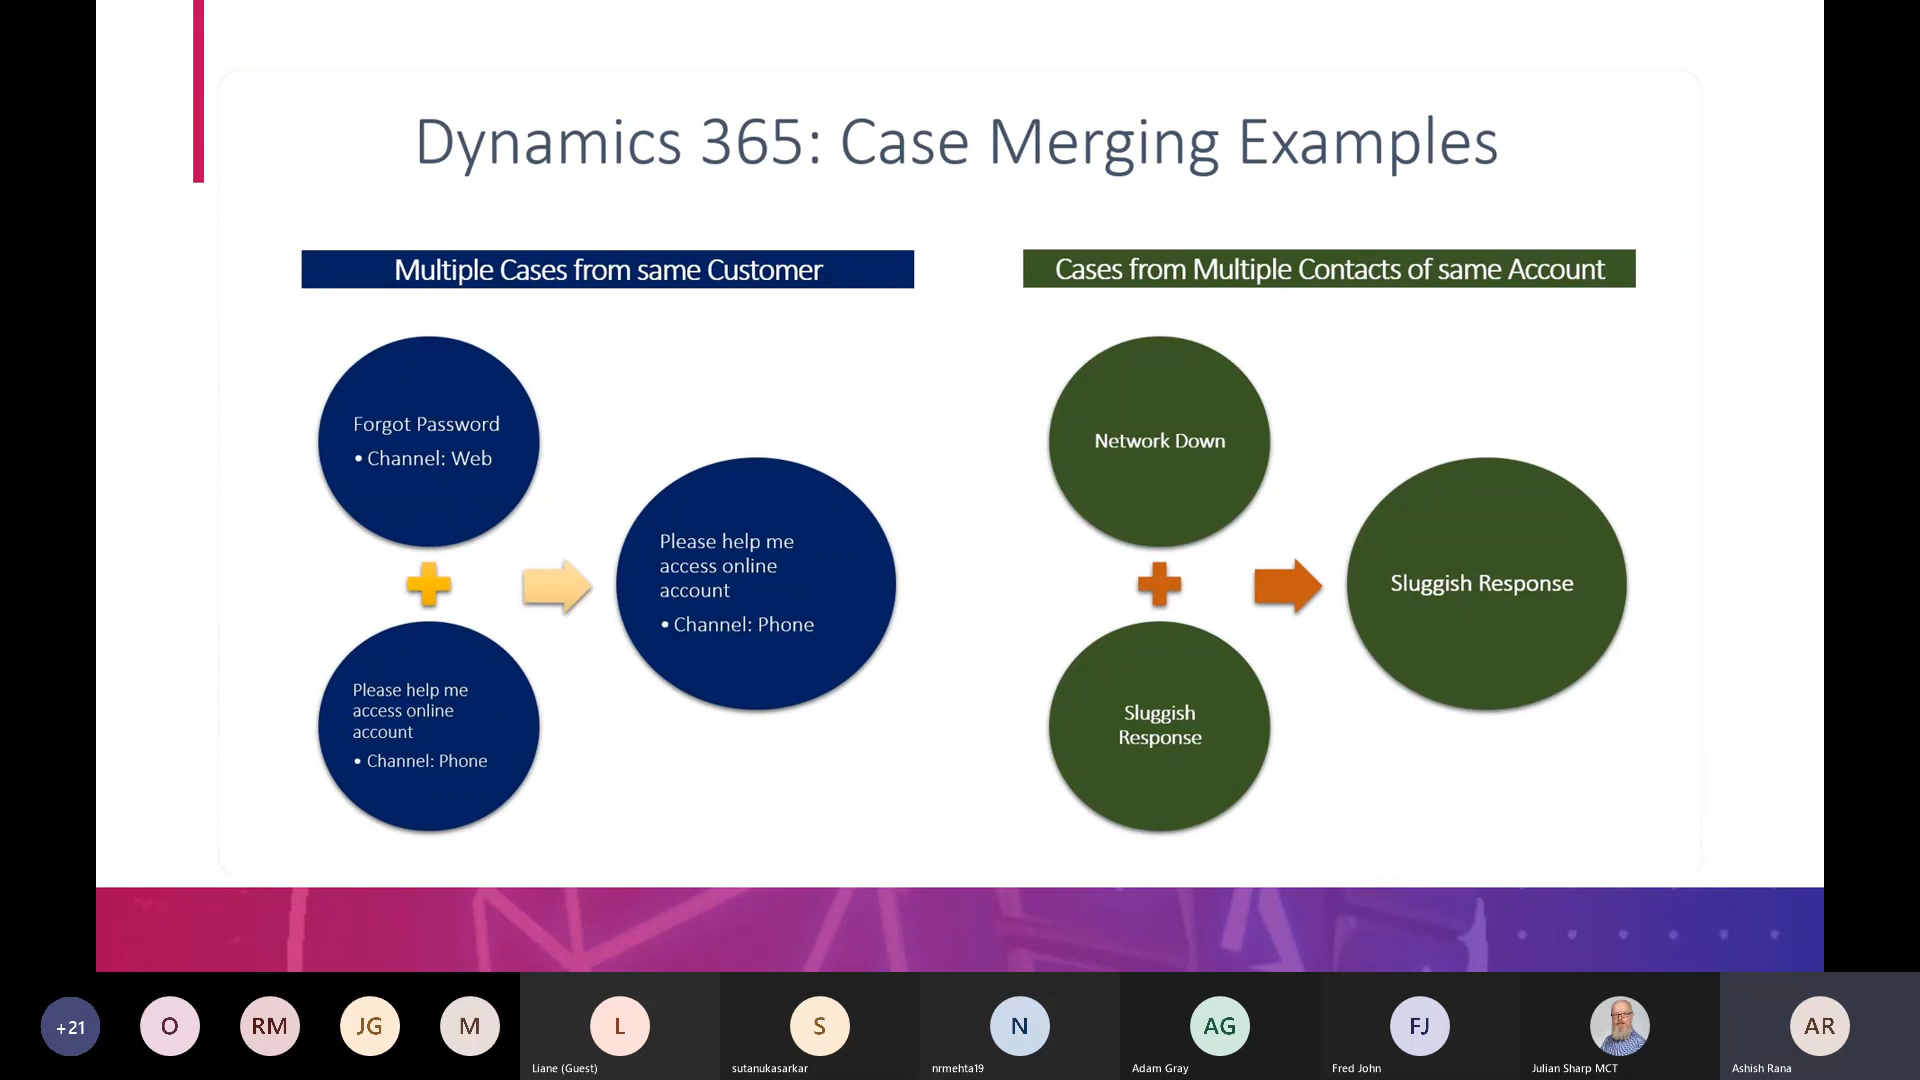 Dynamics 365: Case Merging Examples
Multiple Cases from same Customer
Forgot Password
• Channel: Web
Please help me
access online
account
• Channel: Phone
Please help me
access online
account
• Channel: Phone
Cases from Multiple Contacts of same Account
Network Down
Sluggish
Response
Sluggish Response
+21
O
RM
JG
M
L
S
N
AG
FJ
AR
Liane (Guest)
sutanukasarkar
nrmehta19
Adam Gray
Fred John
Julian Sharp MCT
Ashish Rana